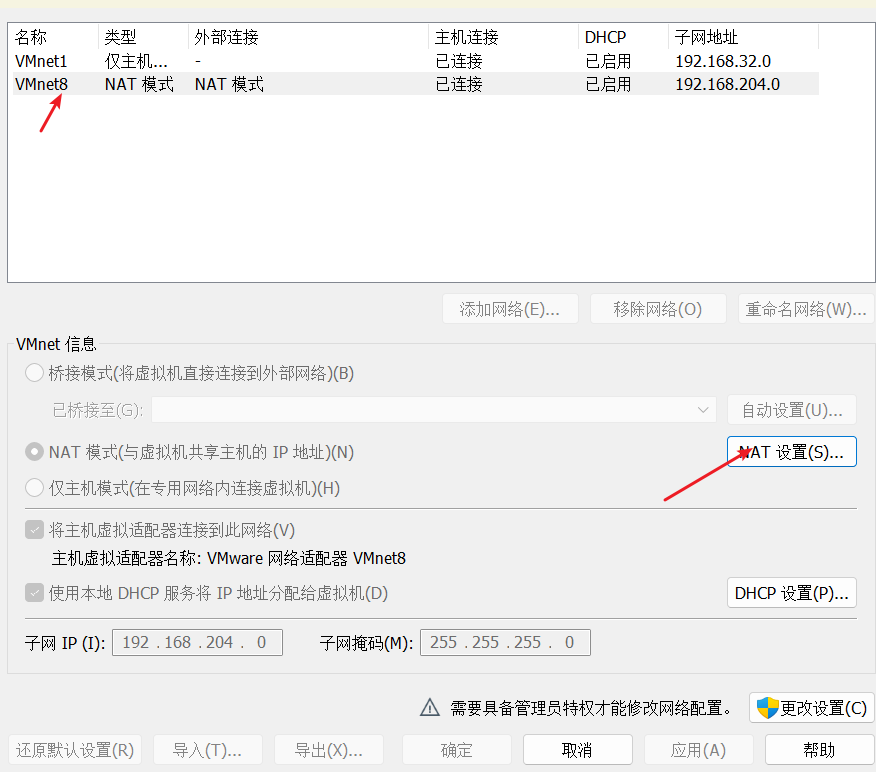 名称 类型 外部连接 主机连接 DHCP 子网地址
VMnet1 仅主机... - 已连接 已启用 192.168.32.0
VMnet8 NAT 模式 NAT 模式 已连接 已启用 192.168.204.0
添加网络(E)... 移除网络(O) 重命名网络(W)...
VMnet 信息
桥接模式(将虚拟机直接连接到外部网络)(B)
已桥接至(G): 自动设置(U)...
NAT 模式(与虚拟机共享主机的 IP 地址)(N) NAT 设置(S)...
仅主机模式(在专用网络内连接虚拟机)(H)
将主机虚拟适配器连接到此网络(V)
主机虚拟适配器名称: VMware 网络适配器 VMnet8
使用本地 DHCP 服务将 IP 地址分配给虚拟机(D) DHCP 设置(P)...
子网 IP (I): 192 . 168 . 204 . 0 子网掩码(M): 255 . 255 . 255 . 0
需要具备管理员特权才能修改网络配置。 更改设置(C)
还原默认设置(R) 导入(T)... 导出(X)... 确定 取消 应用(A) 帮助